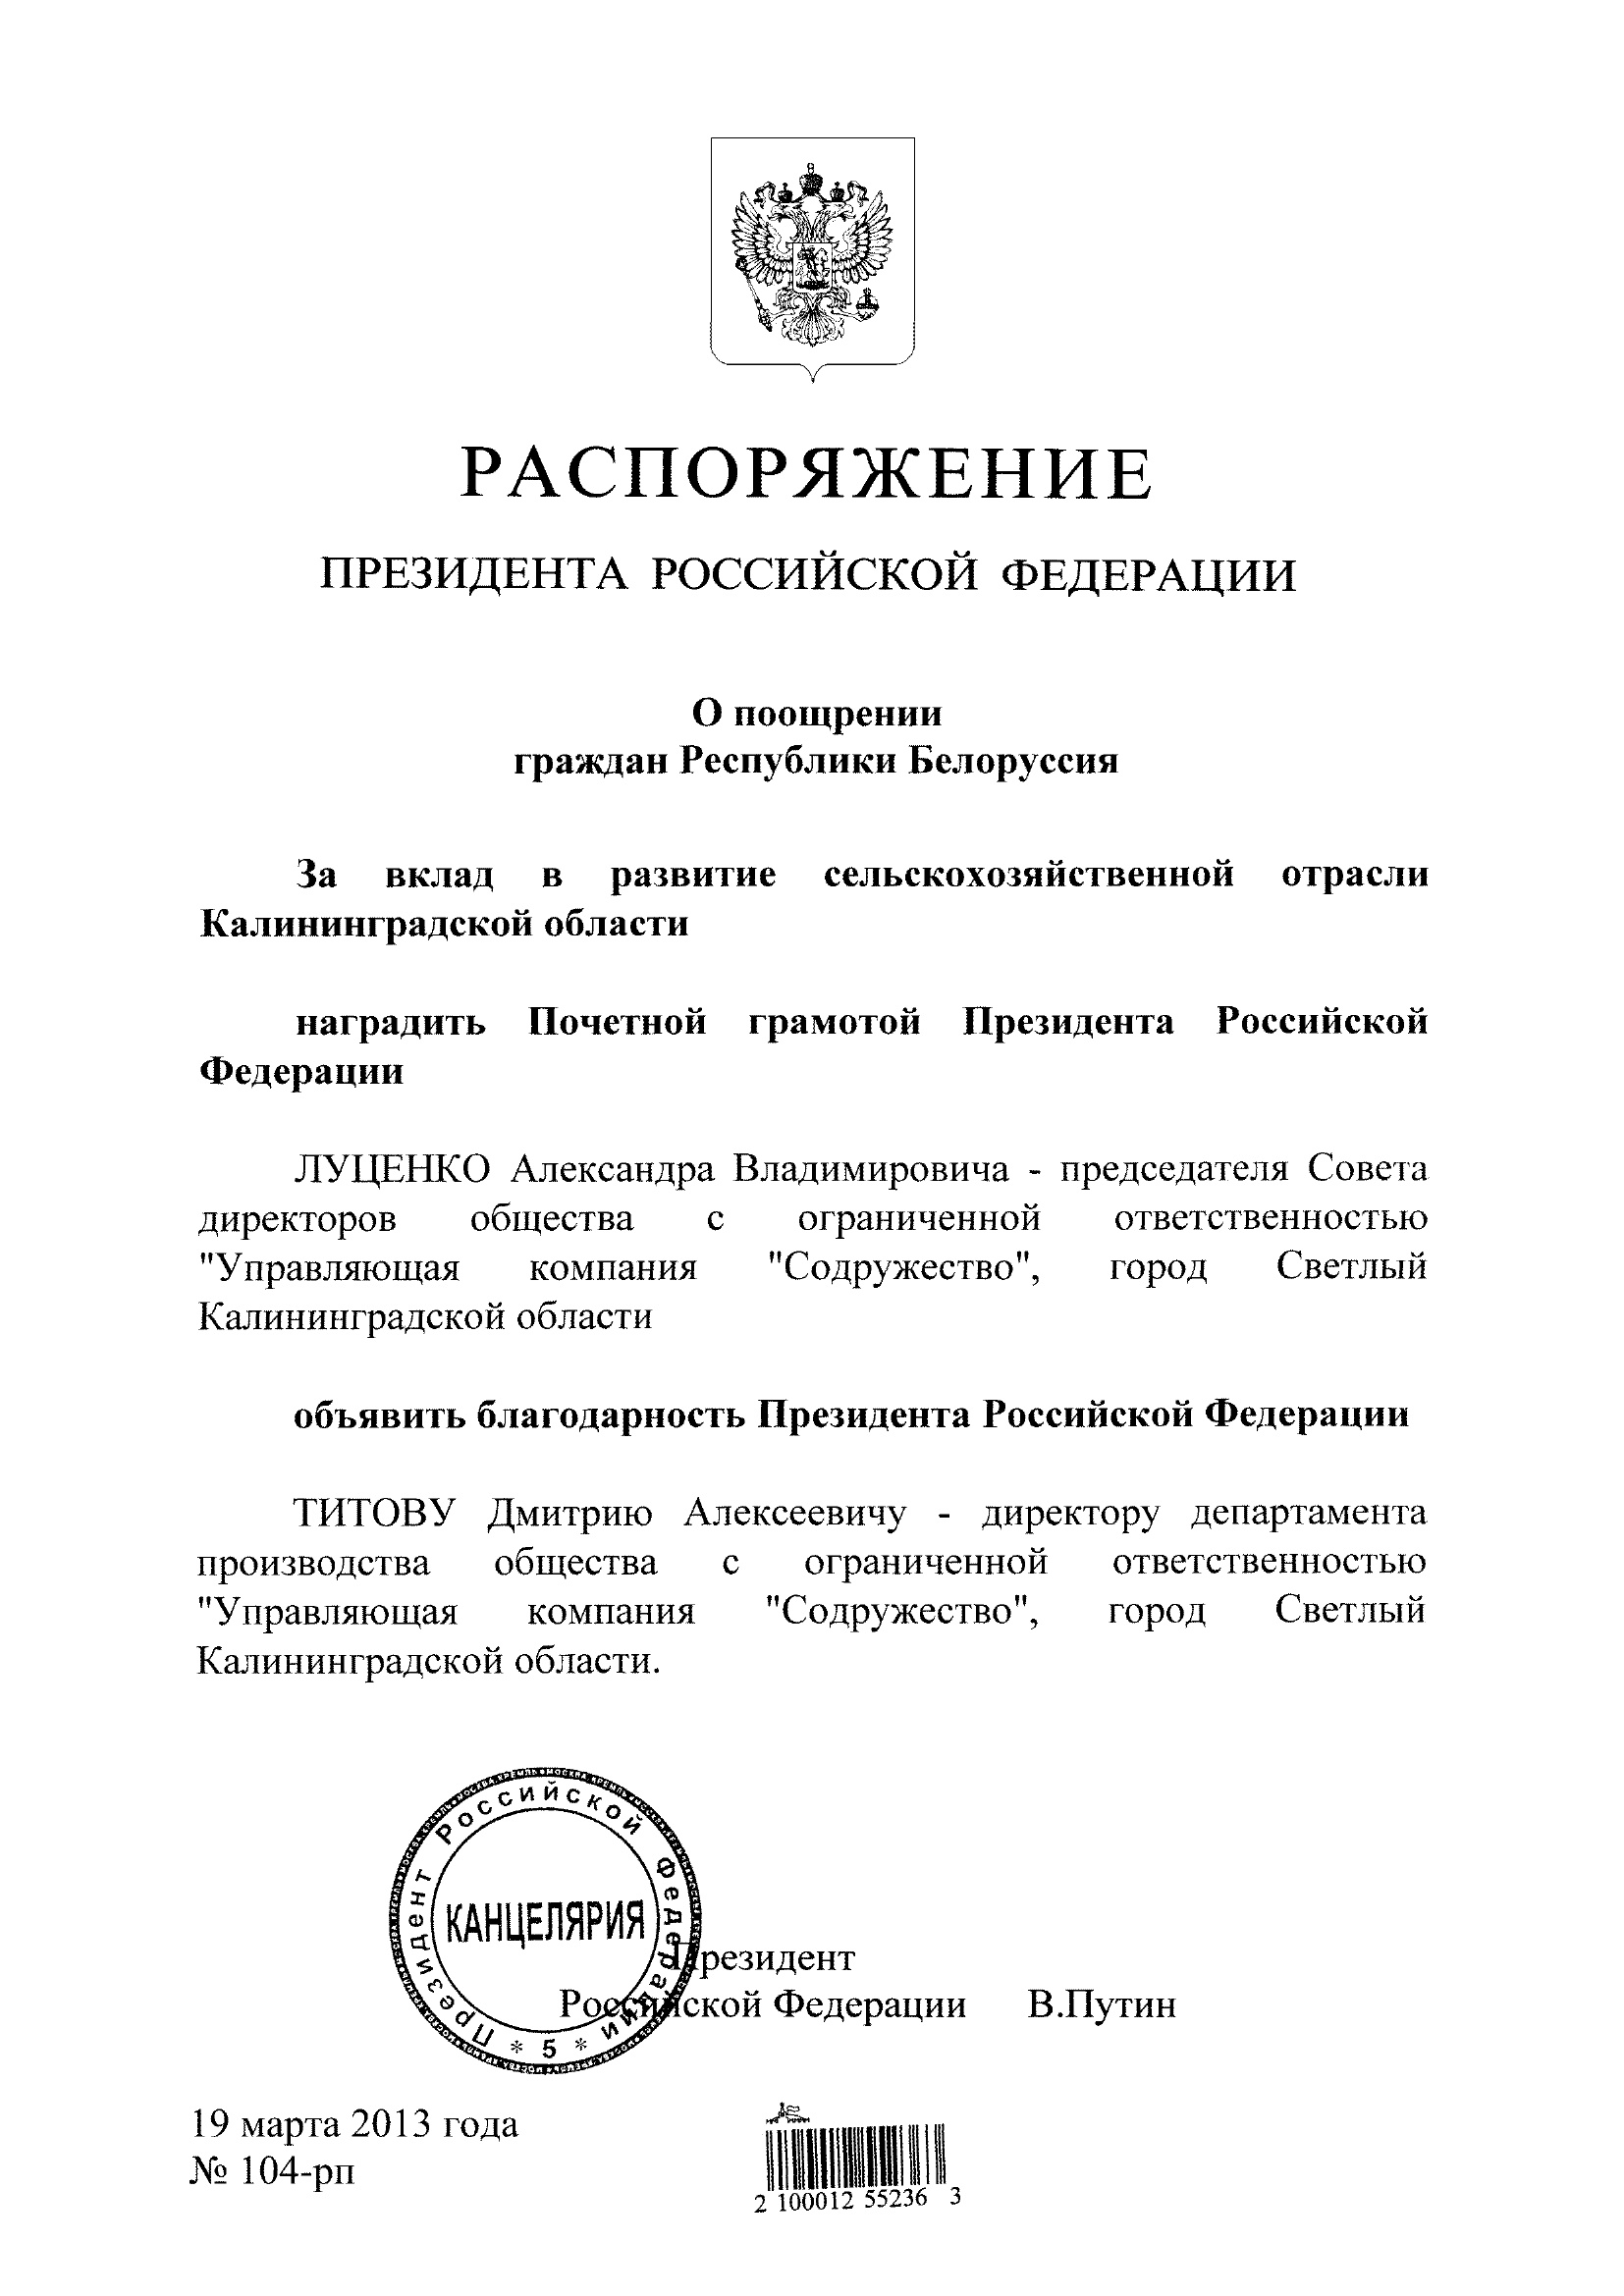 РАСПОРЯЖЕНИЕ
ПРЕЗИДЕНТА РОССИЙСКОЙ ФЕДЕРАЦИИ
О поощрении
граждан Республики Белоруссия
За вклад в развитие сельскохозяйственной отрасли
Калининградской области
наградить Почетной грамотой Президента Российской
Федерации
ЛУЦЕНКО Александра Владимировича - председателя Совета
директоров общества с ограниченной ответственностью
"Управляющая компания "Содружество", город Светлый
Калининградской области
объявить благодарность Президента Российской Федерации
ТИТОВУ Дмитрию Алексеевичу - директору департамента
производства общества с ограниченной ответственностью
"Управляющая компания "Содружество", город Светлый
Калининградской области.
Президент Российской Федерации * 5 *
КАНЦЕЛЯРИЯ
Президент
Российской Федерации В.Путин
19 марта 2013 года
№ 104-рп
2 100012 55236 3